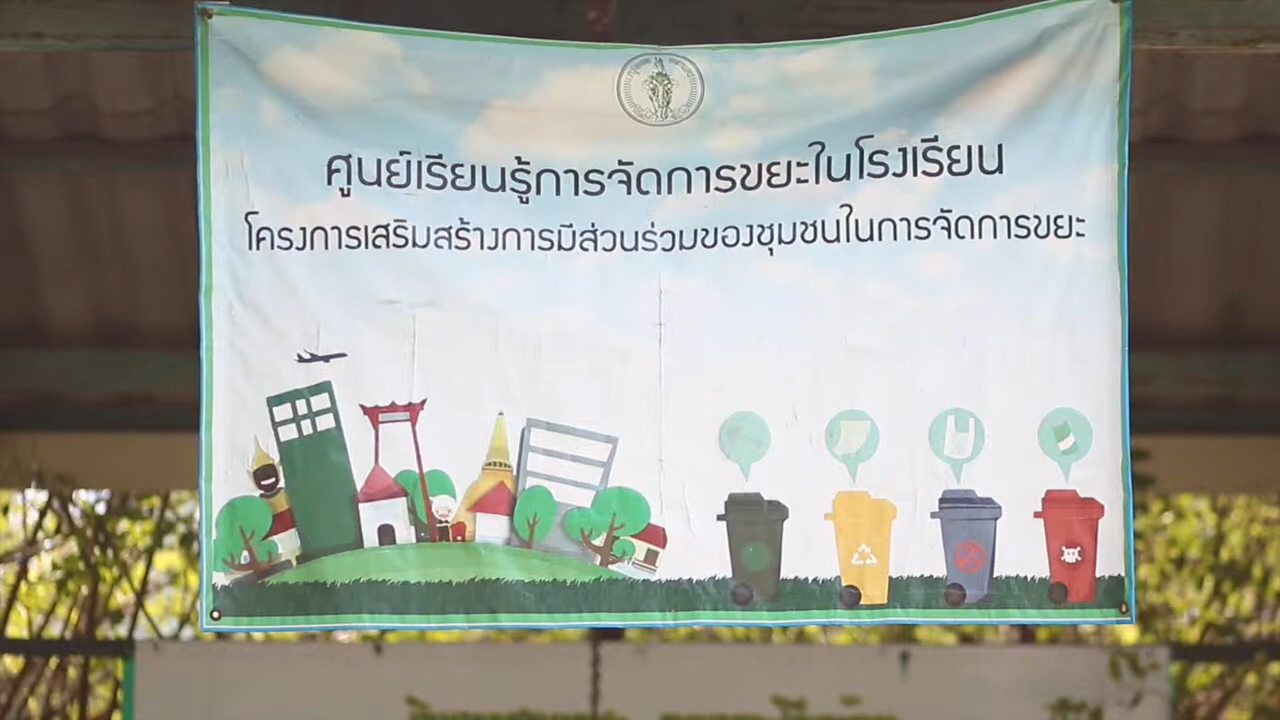 ศูนย์เรียนรู้การจัดการขยะในโรงเรียน
โครงการเสริมสร้างการมีส่วนร่วมของชุมชนในการจัดการขยะ